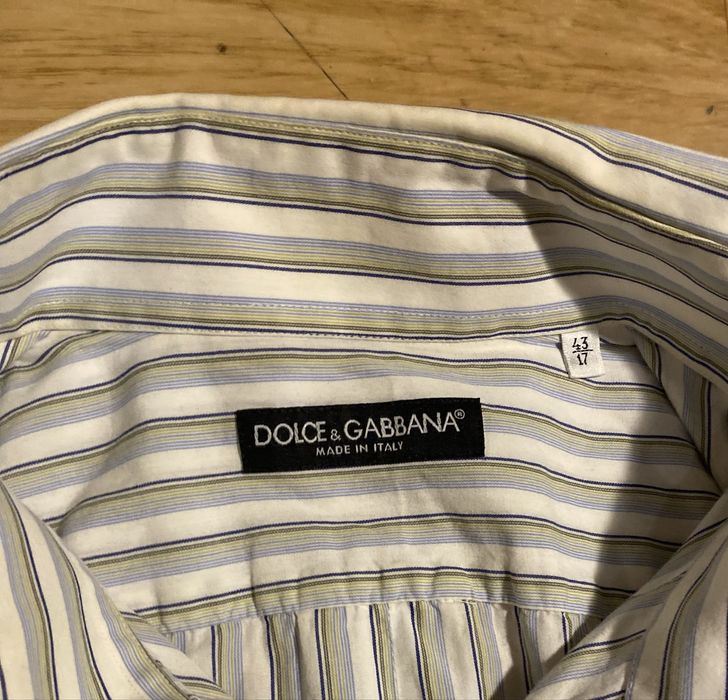 43
17
DOLCE & GABBANA®
MADE IN ITALY